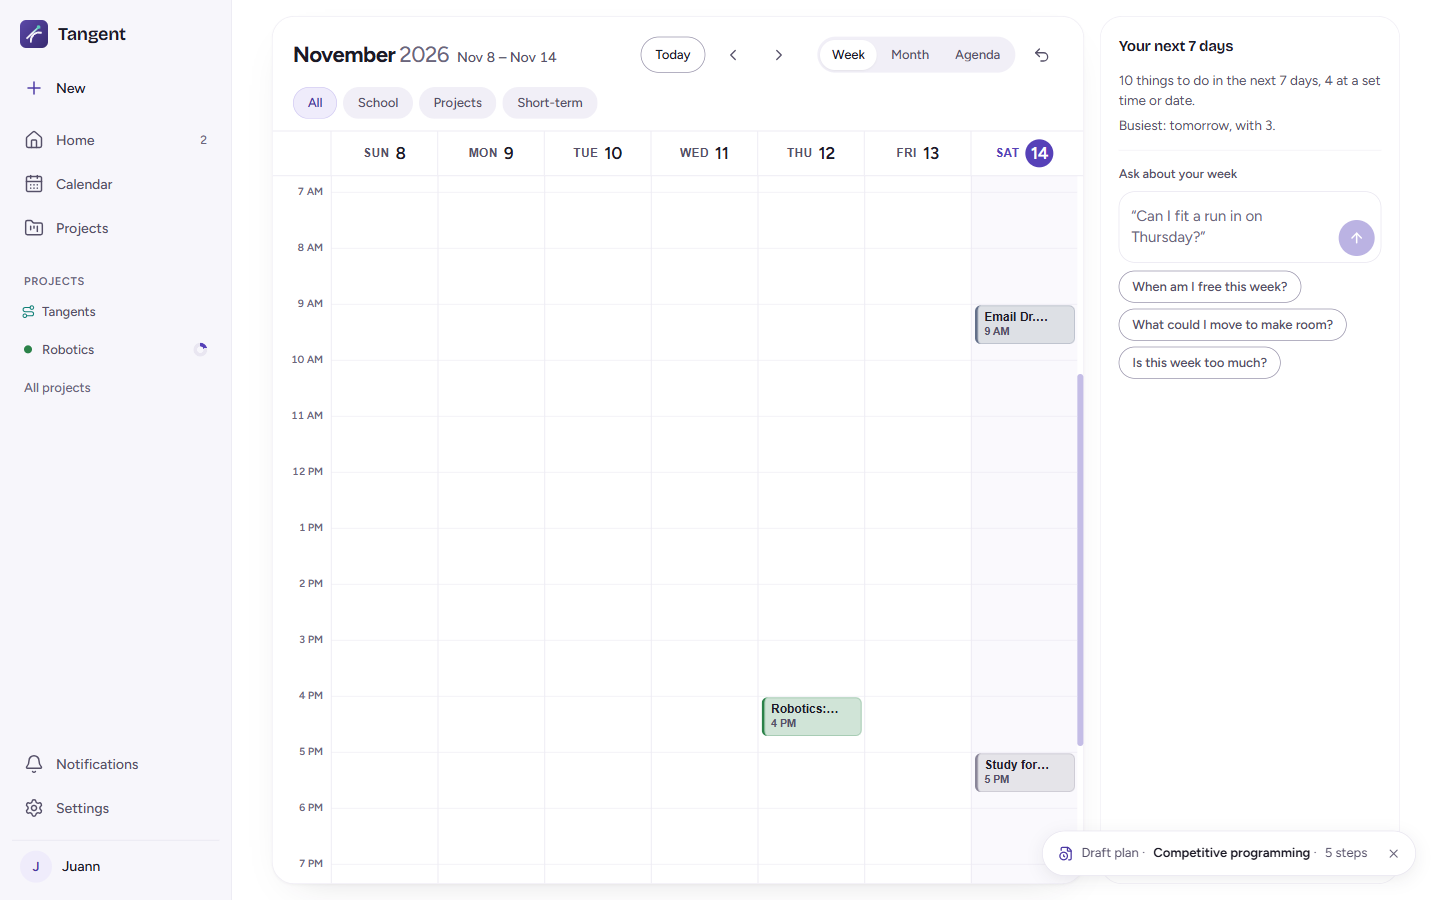 Tangent
New
Home 2
Calendar
Projects
PROJECTS
Tangents
Robotics
All projects
Notifications
Settings
J Juann
November 2026 Nov 8 – Nov 14
Today
Week Month Agenda
All School Projects Short-term
SUN 8 MON 9 TUE 10 WED 11 THU 12 FRI 13 SAT 14
7 AM
8 AM
9 AM
10 AM
11 AM
12 PM
1 PM
2 PM
3 PM
4 PM
5 PM
6 PM
7 PM
Email Dr....
9 AM
Robotics:...
4 PM
Study for...
5 PM
Your next 7 days
10 things to do in the next 7 days, 4 at a set
time or date.
Busiest: tomorrow, with 3.
Ask about your week
“Can I fit a run in on
Thursday?”
When am I free this week?
What could I move to make room?
Is this week too much?
Draft plan · Competitive programming · 5 steps